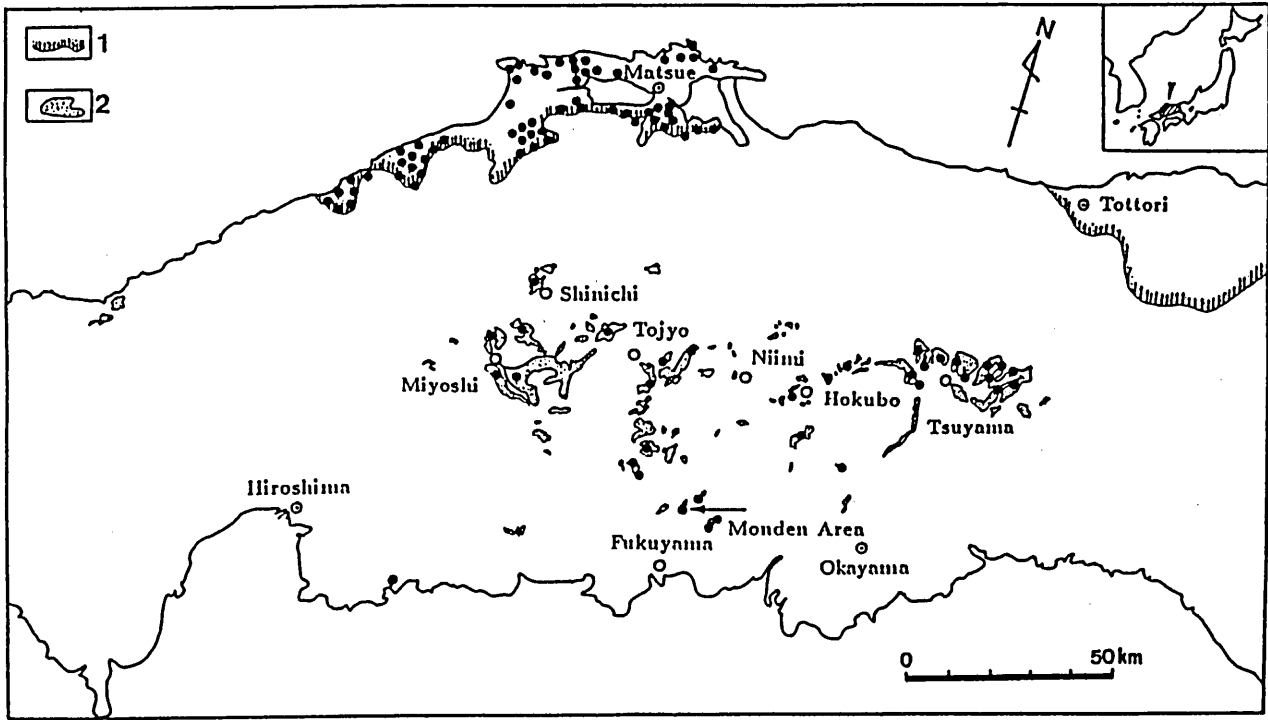 1
2
N
Matsue
Tottori
Shinichi
Tojyo
Niimi
Miyoshi
Hokubo
Tsuyama
Hiroshima
Monden Area
Fukuyama
Okayama
0 50km